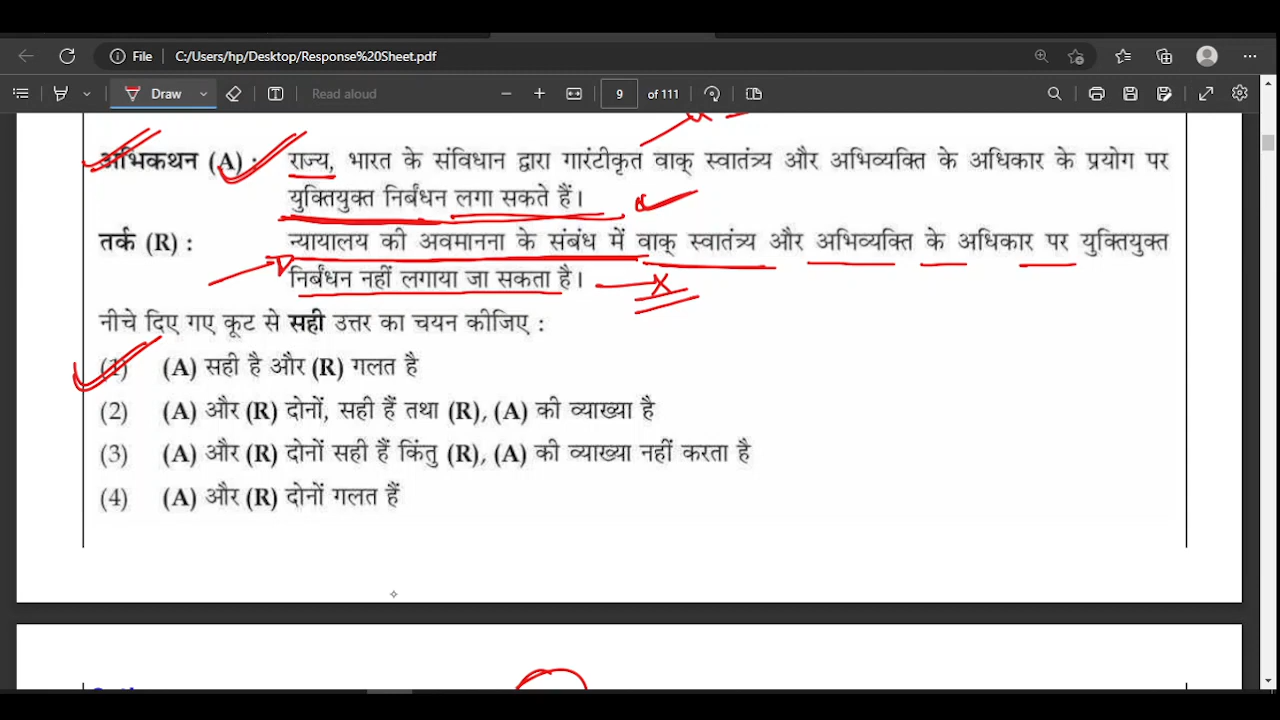 File C:/Users/hp/Desktop/Response%20Sheet.pdf
Draw Read aloud 9 of 111
अभिकथन (A) : राज्य, भारत के संविधान द्वारा गारंटीकृत वाक् स्वातंत्र्य और अभिव्यक्ति के अधिकार के प्रयोग पर
युक्तियुक्त निर्बंधन लगा सकते हैं।
तर्क (R) : न्यायालय की अवमानना के संबंध में वाक् स्वातंत्र्य और अभिव्यक्ति के अधिकार पर युक्तियुक्त
निर्बंधन नहीं लगाया जा सकता है।
नीचे दिए गए कूट से सही उत्तर का चयन कीजिए :
(1) (A) सही है और (R) गलत है
(2) (A) और (R) दोनों, सही हैं तथा (R), (A) की व्याख्या है
(3) (A) और (R) दोनों सही हैं किंतु (R), (A) की व्याख्या नहीं करता है
(4) (A) और (R) दोनों गलत हैं